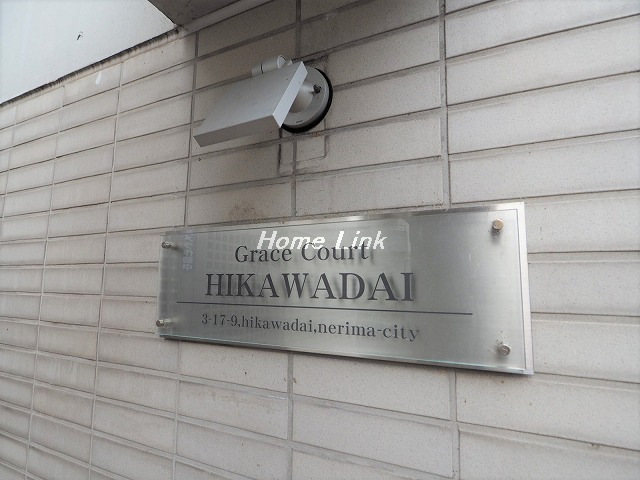 Home Link
Grace Court
HIKAWADAI
3-17-9,hikawadai,nerima-city